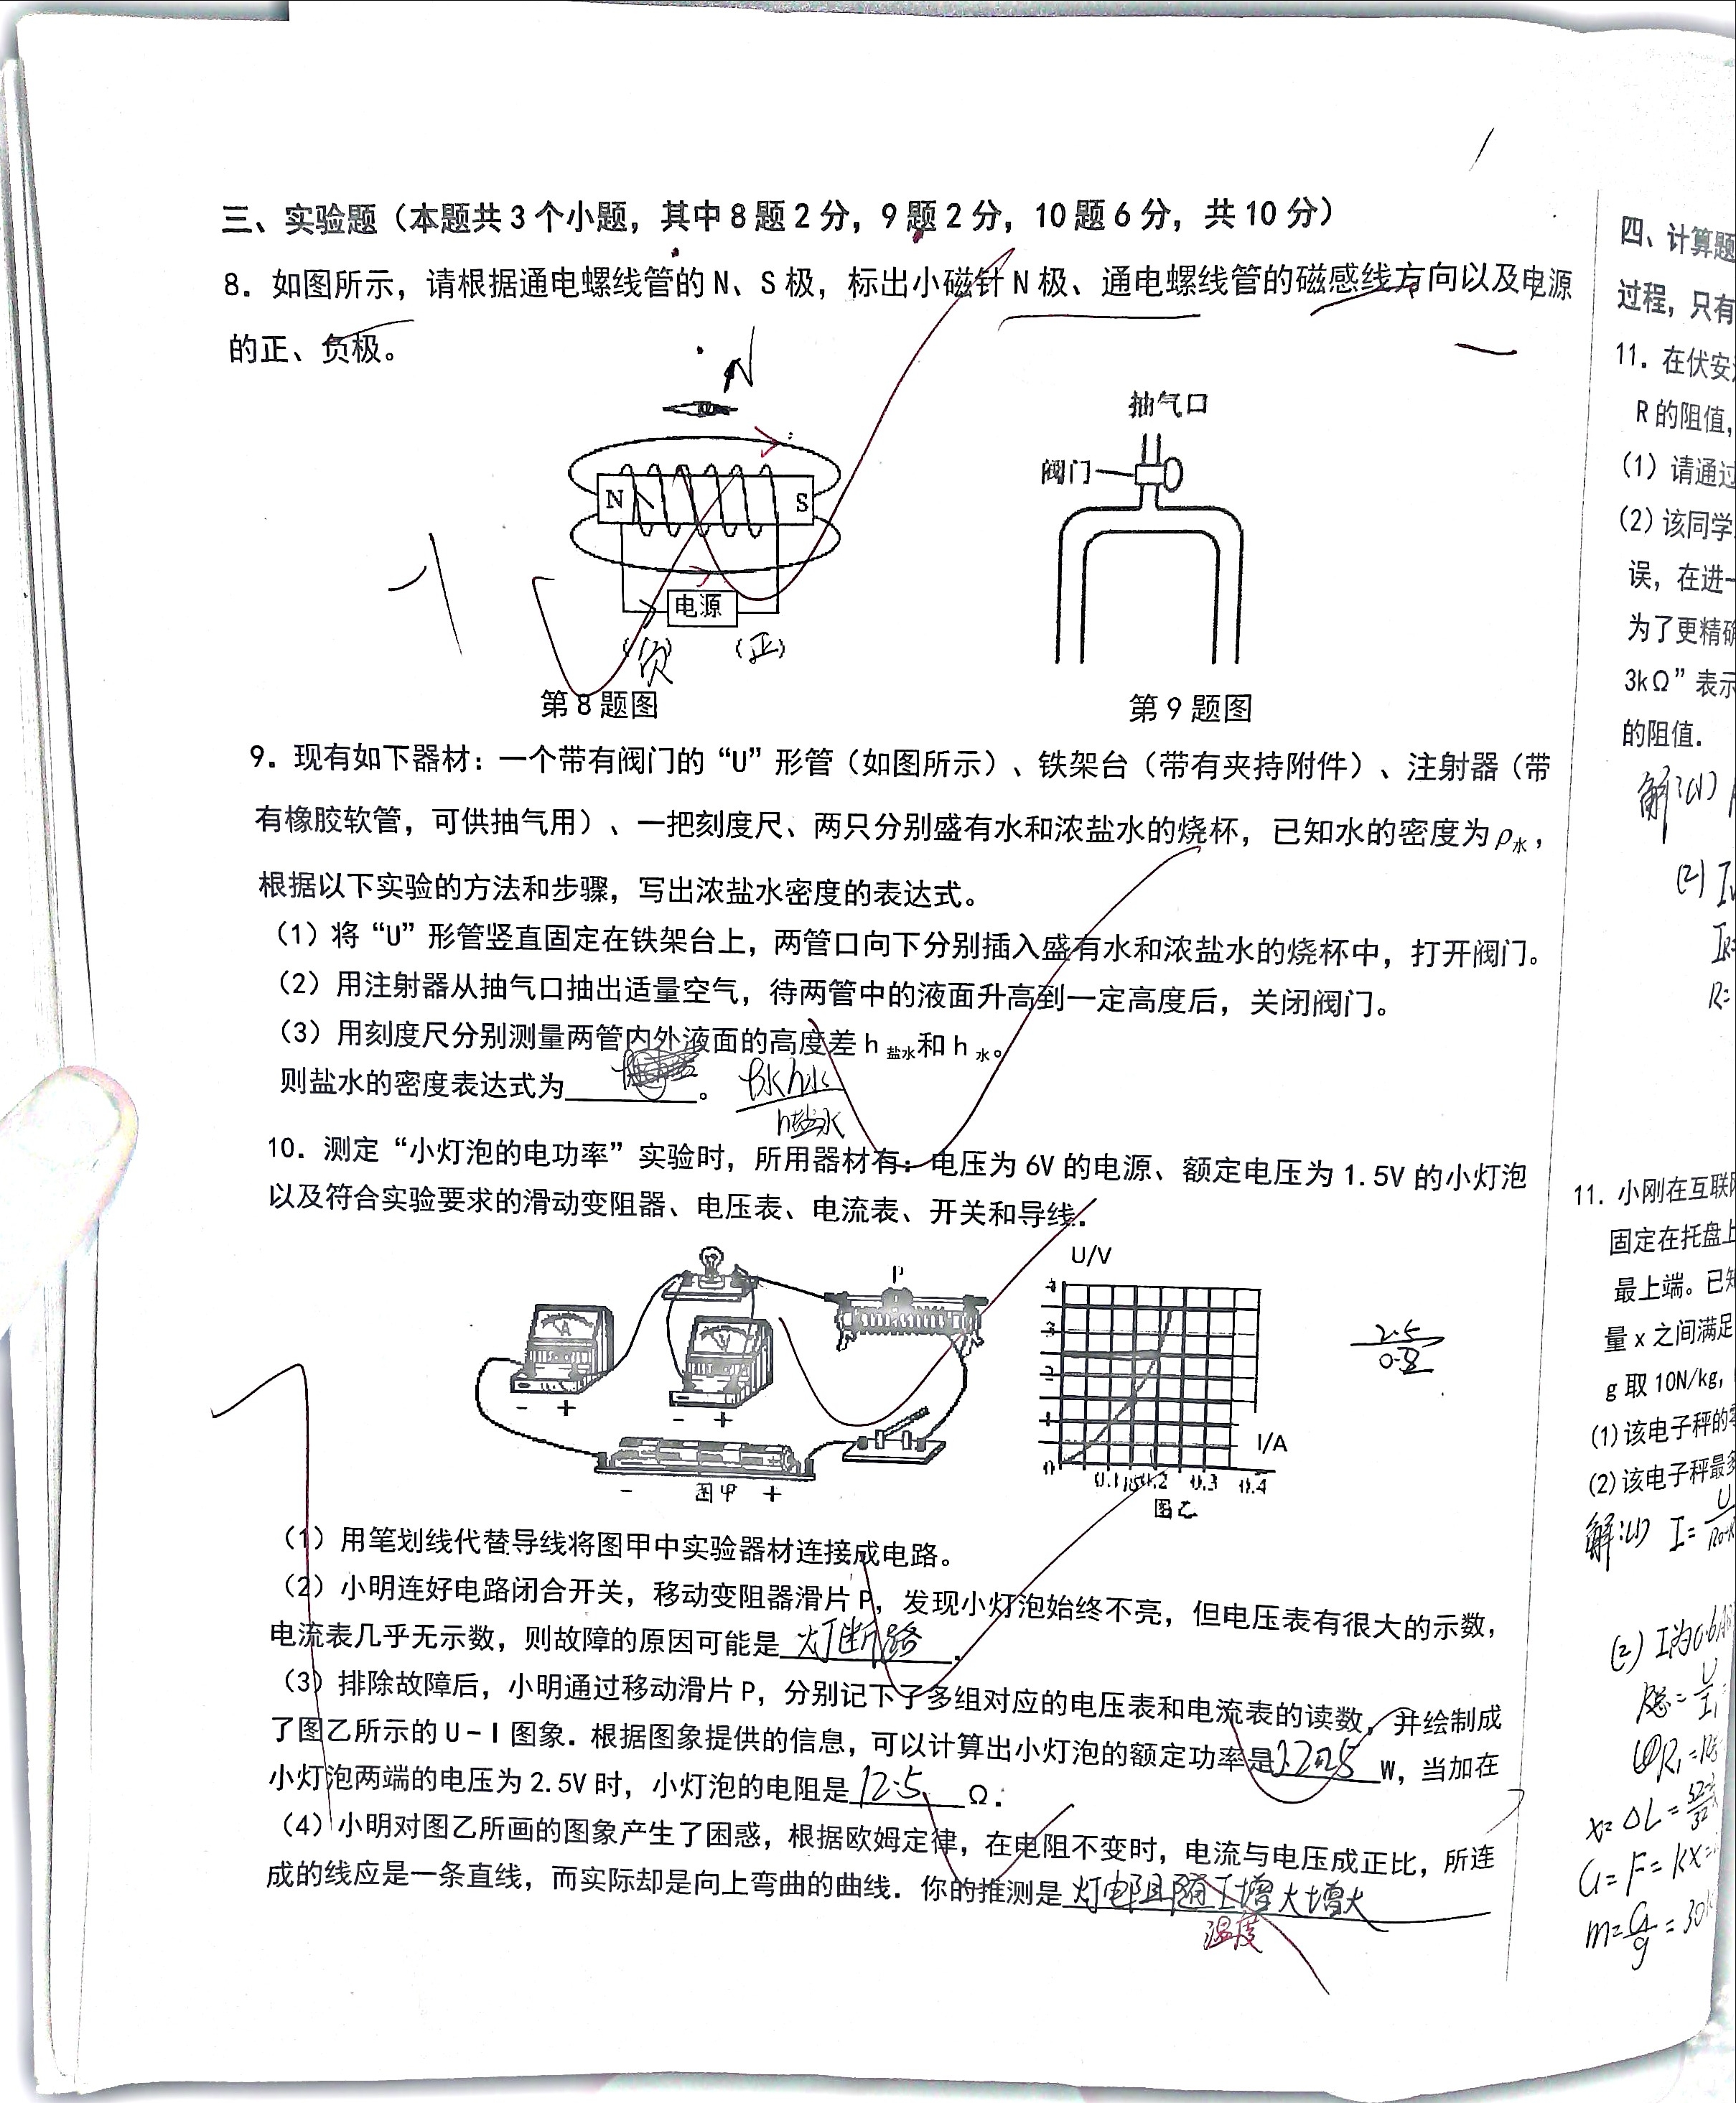 三、实验题（本题共3个小题，其中8题2分，9题2分，10题6分，共10分）
8. 如图所示，请根据通电螺线管的N、S极，标出小磁针N极、通电螺线管的磁感线方向以及电源
的正、负极。
N
N
S
电源
(负)
(正)
第8题图
抽气口
阀门
第9题图
9. 现有如下器材：一个带有阀门的“U”形管（如图所示）、铁架台（带有夹持附件）、注射器（带
有橡胶软管，可供抽气用）、一把刻度尺、两只分别盛有水和浓盐水的烧杯，已知水的密度为ρ水，
根据以下实验的方法和步骤，写出浓盐水密度的表达式。
（1）将“U”形管竖直固定在铁架台上，两管口向下分别插入盛有水和浓盐水的烧杯中，打开阀门。
（2）用注射器从抽气口抽出适量空气，待两管中的液面升高到一定高度后，关闭阀门。
（3）用刻度尺分别测量两管内外液面的高度差h盐水和h水。
则盐水的密度表达式为 。
ρ水h水
h盐水
10. 测定“小灯泡的电功率”实验时，所用器材有：电压为6V的电源、额定电压为1.5V的小灯泡
以及符合实验要求的滑动变阻器、电压表、电流表、开关和导线.
A
- +
V
- +
P
- 图甲 +
U/V
4
3
2
1
0
0.1 15 0.2 0.3 0.4
I/A
图乙
2.5
（1）用笔划线代替导线将图甲中实验器材连接成电路。
（2）小明连好电路闭合开关，移动变阻器滑片P，发现小灯泡始终不亮，但电压表有很大的示数，
电流表几乎无示数，则故障的原因可能是 灯断路 .
（3）排除故障后，小明通过移动滑片P，分别记下了多组对应的电压表和电流表的读数，并绘制成
了图乙所示的U-I图象. 根据图象提供的信息，可以计算出小灯泡的额定功率是 W，当加在
小灯泡两端的电压为2.5V时，小灯泡的电阻是 12.5 Ω.
（4）小明对图乙所画的图象产生了困惑，根据欧姆定律，在电阻不变时，电流与电压成正比，所连
成的线应是一条直线，而实际却是向上弯曲的曲线. 你的推测是 灯电阻随I增大增大
温度
四、计算题
过程，只有
11. 在伏安
R的阻值，
（1）请通过
（2）该同学
误，在进一
为了更精确
3kΩ”表示
的阻值.
解:(1)
(2)
R=
11. 小刚在互联网
固定在托盘上
最上端。已知
量x之间满足
g取10N/kg，
（1）该电子秤的零
（2）该电子秤最多
解:(1) I=
(2) I为0.6A
R总=
x=ΔL=
G=F=kx=
m=G/g=30